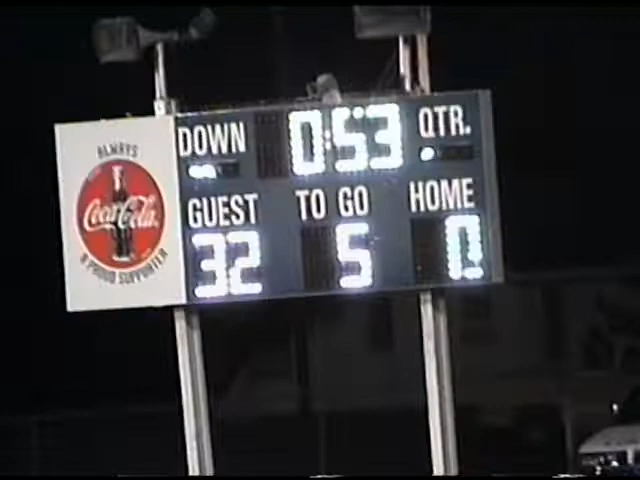 ALWAYS
Coca-Cola
A PROUD SUPPORTER
DOWN 0:53 QTR.
GUEST TO GO HOME
32 5 0